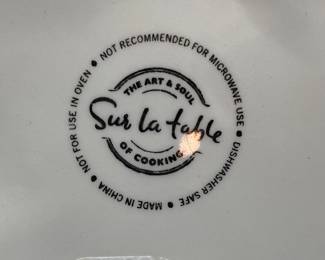 NOT RECOMMENDED FOR MICROWAVE USE • DISHWASHER SAFE • MADE IN CHINA • NOT FOR USE IN OVEN •
THE ART & SOUL
Sur la table
OF COOKING